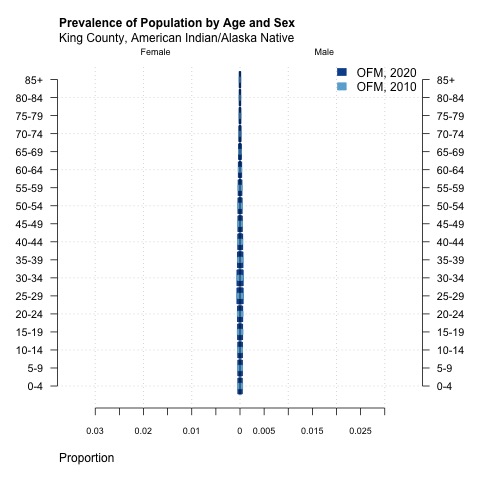 Prevalence of Population by Age and Sex
King County, American Indian/Alaska Native
Female Male
OFM, 2020
OFM, 2010
85+ 85+
80-84 80-84
75-79 75-79
70-74 70-74
65-69 65-69
60-64 60-64
55-59 55-59
50-54 50-54
45-49 45-49
40-44 40-44
35-39 35-39
30-34 30-34
25-29 25-29
20-24 20-24
15-19 15-19
10-14 10-14
5-9 5-9
0-4 0-4
0.03 0.02 0.01 0 0.005 0.015 0.025
Proportion